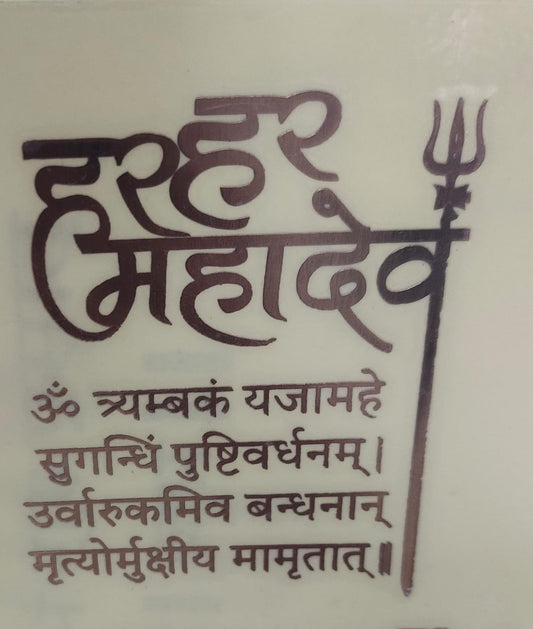 हर हर
महादेव
ॐ त्र्यम्बकं यजामहे
सुगन्धिं पुष्टिवर्धनम्।
उर्वारुकमिव बन्धनान्
मृत्योर्मुक्षीय मामृतात्॥